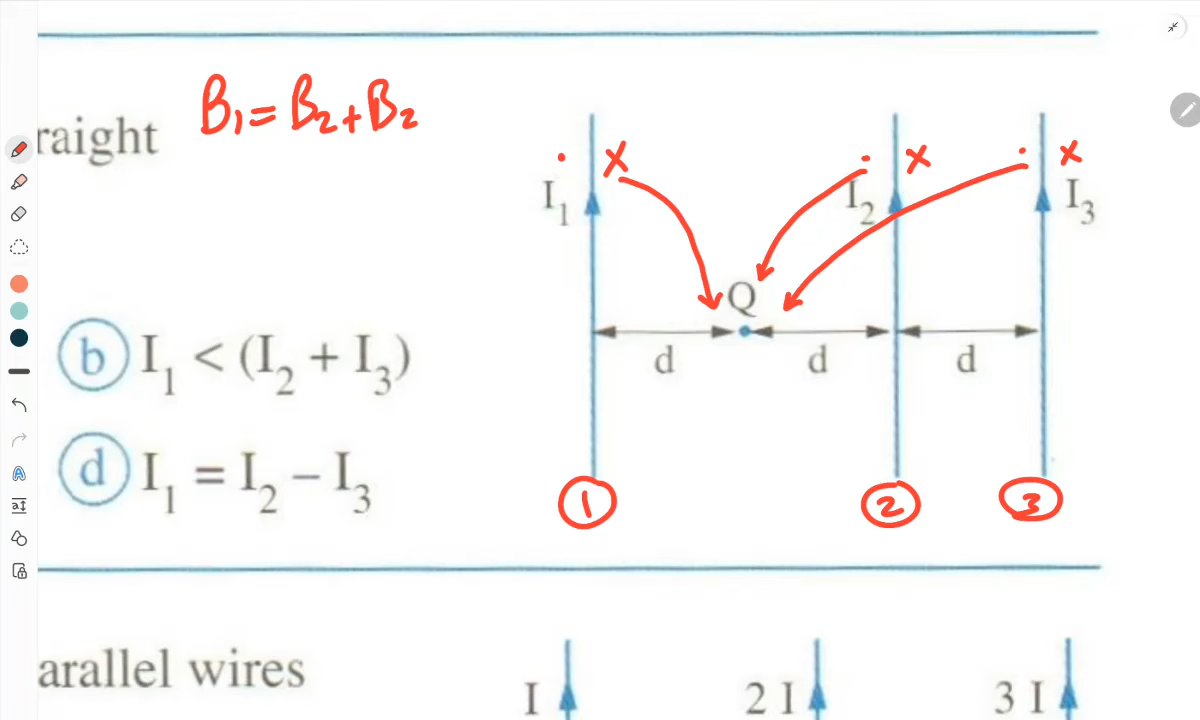 B₁ = B₂ + B₂
raight
. X . X . X
I₁ I₂ I₃
Q
d d d
b I₁ < (I₂ + I₃)
d I₁ = I₂ – I₃
1 2 3
arallel wires
I 2 I 3 I